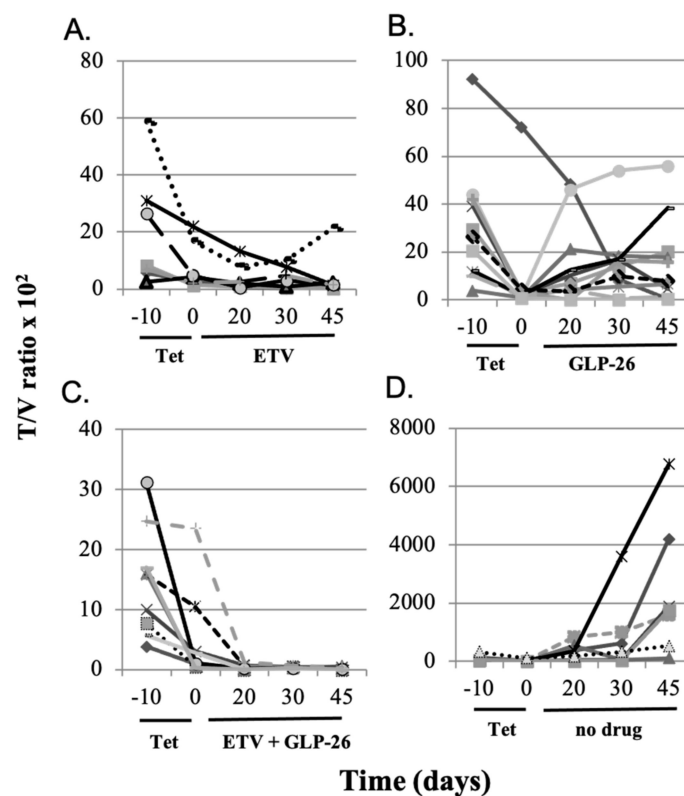 A.
80
60
40
20
0
-10 0 20 30 45
Tet ETV
B.
100
80
60
40
20
0
-10 0 20 30 45
Tet GLP-26
T/V ratio x 10²
C.
40
30
20
10
0
-10 0 20 30 45
Tet ETV + GLP-26
D.
8000
6000
4000
2000
0
-10 0 20 30 45
Tet no drug
Time (days)